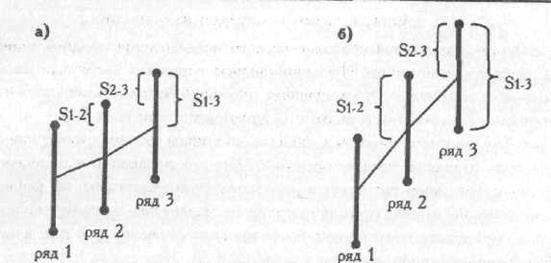 а)
S2-3
S1-2
S1-3
ряд 3
ряд 2
ряд 1
б)
S2-3
S1-2
S1-3
ряд 3
ряд 2
ряд 1